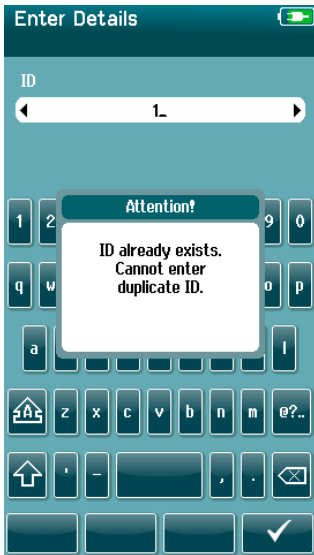 Enter Details
ID
1_
Attention!
ID already exists.
Cannot enter
duplicate ID.
1 2 9 0
q w o p
a l
A z x c v b n m @?..
' - , .